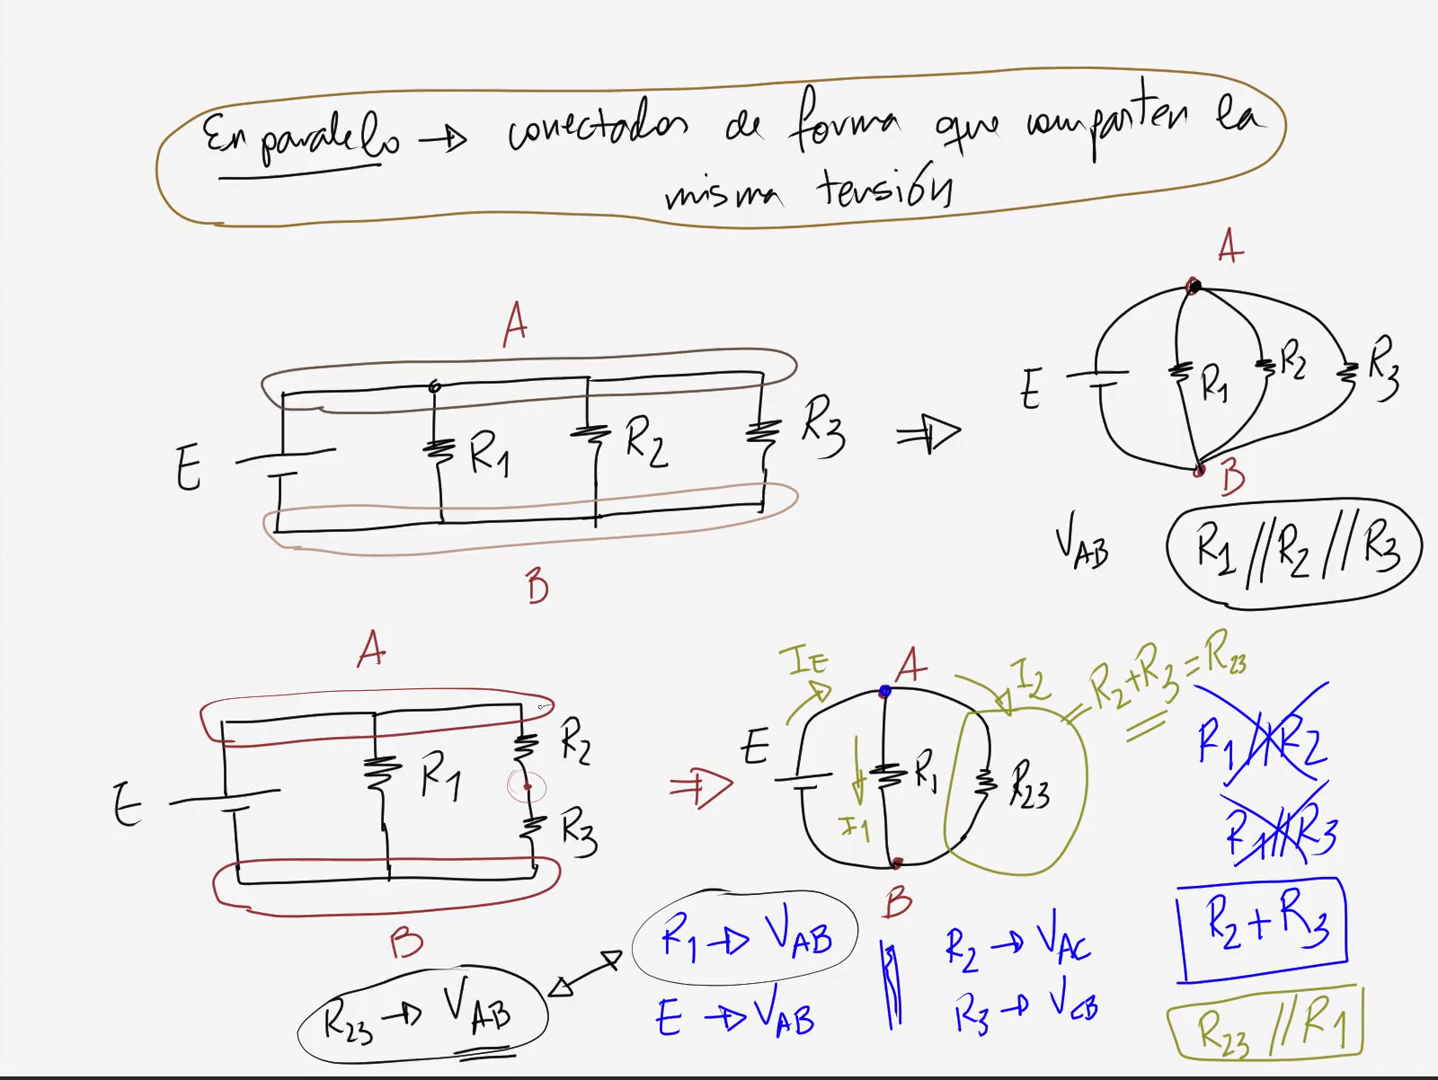 En paralelo → conectados de forma que comparten la
misma tensión
A
E
R1
R2
R3
B
⇒
A
E
R1
R2
R3
B
VAB
R1//R2//R3
A
E
R1
R2
R3
B
⇒
IE
A
I2
= R2+R3=R23
E
R1
R23
I1
B
R1//R2
R1//R3
R2+R3
R23//R1
R1 → VAB
E → VAB
R2 → VAC
R3 → VCB
R23 → VAB